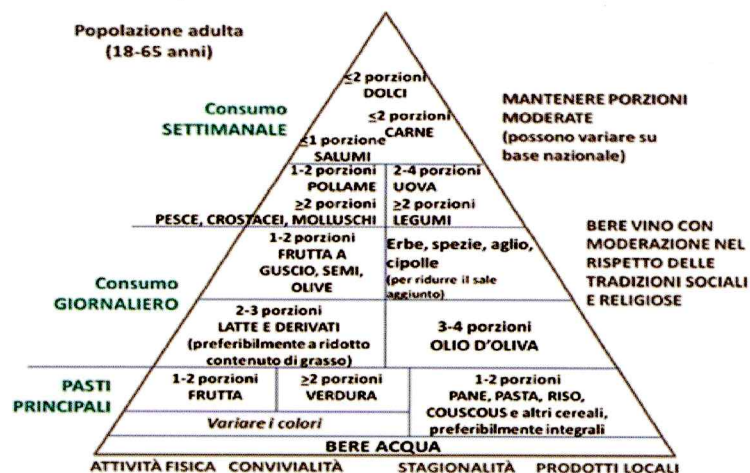 Popolazione adulta
(18-65 anni)
≤2 porzioni
DOLCI
Consumo
SETTIMANALE
≤2 porzioni
CARNE
≤1 porzione
SALUMI
MANTENERE PORZIONI
MODERATE
(possono variare su
base nazionale)
1-2 porzioni
POLLAME
≥2 porzioni
PESCE, CROSTACEI, MOLLUSCHI
2-4 porzioni
UOVA
≥2 porzioni
LEGUMI
BERE VINO CON
MODERAZIONE NEL
RISPETTO DELLE
TRADIZIONI SOCIALI
E RELIGIOSE
Consumo
GIORNALIERO
1-2 porzioni
FRUTTA A
GUSCIO, SEMI,
OLIVE
Erbe, spezie, aglio,
cipolle
(per ridurre il sale
aggiunto)
2-3 porzioni
LATTE E DERIVATI
(preferibilmente a ridotto
contenuto di grasso)
3-4 porzioni
OLIO D'OLIVA
PASTI
PRINCIPALI
1-2 porzioni
FRUTTA
≥2 porzioni
VERDURA
Variare i colori
1-2 porzioni
PANE, PASTA, RISO,
COUSCOUS e altri cereali,
preferibilmente integrali
BERE ACQUA
ATTIVITÀ FISICA CONVIVIALITÀ STAGIONALITÀ PRODOTTI LOCALI